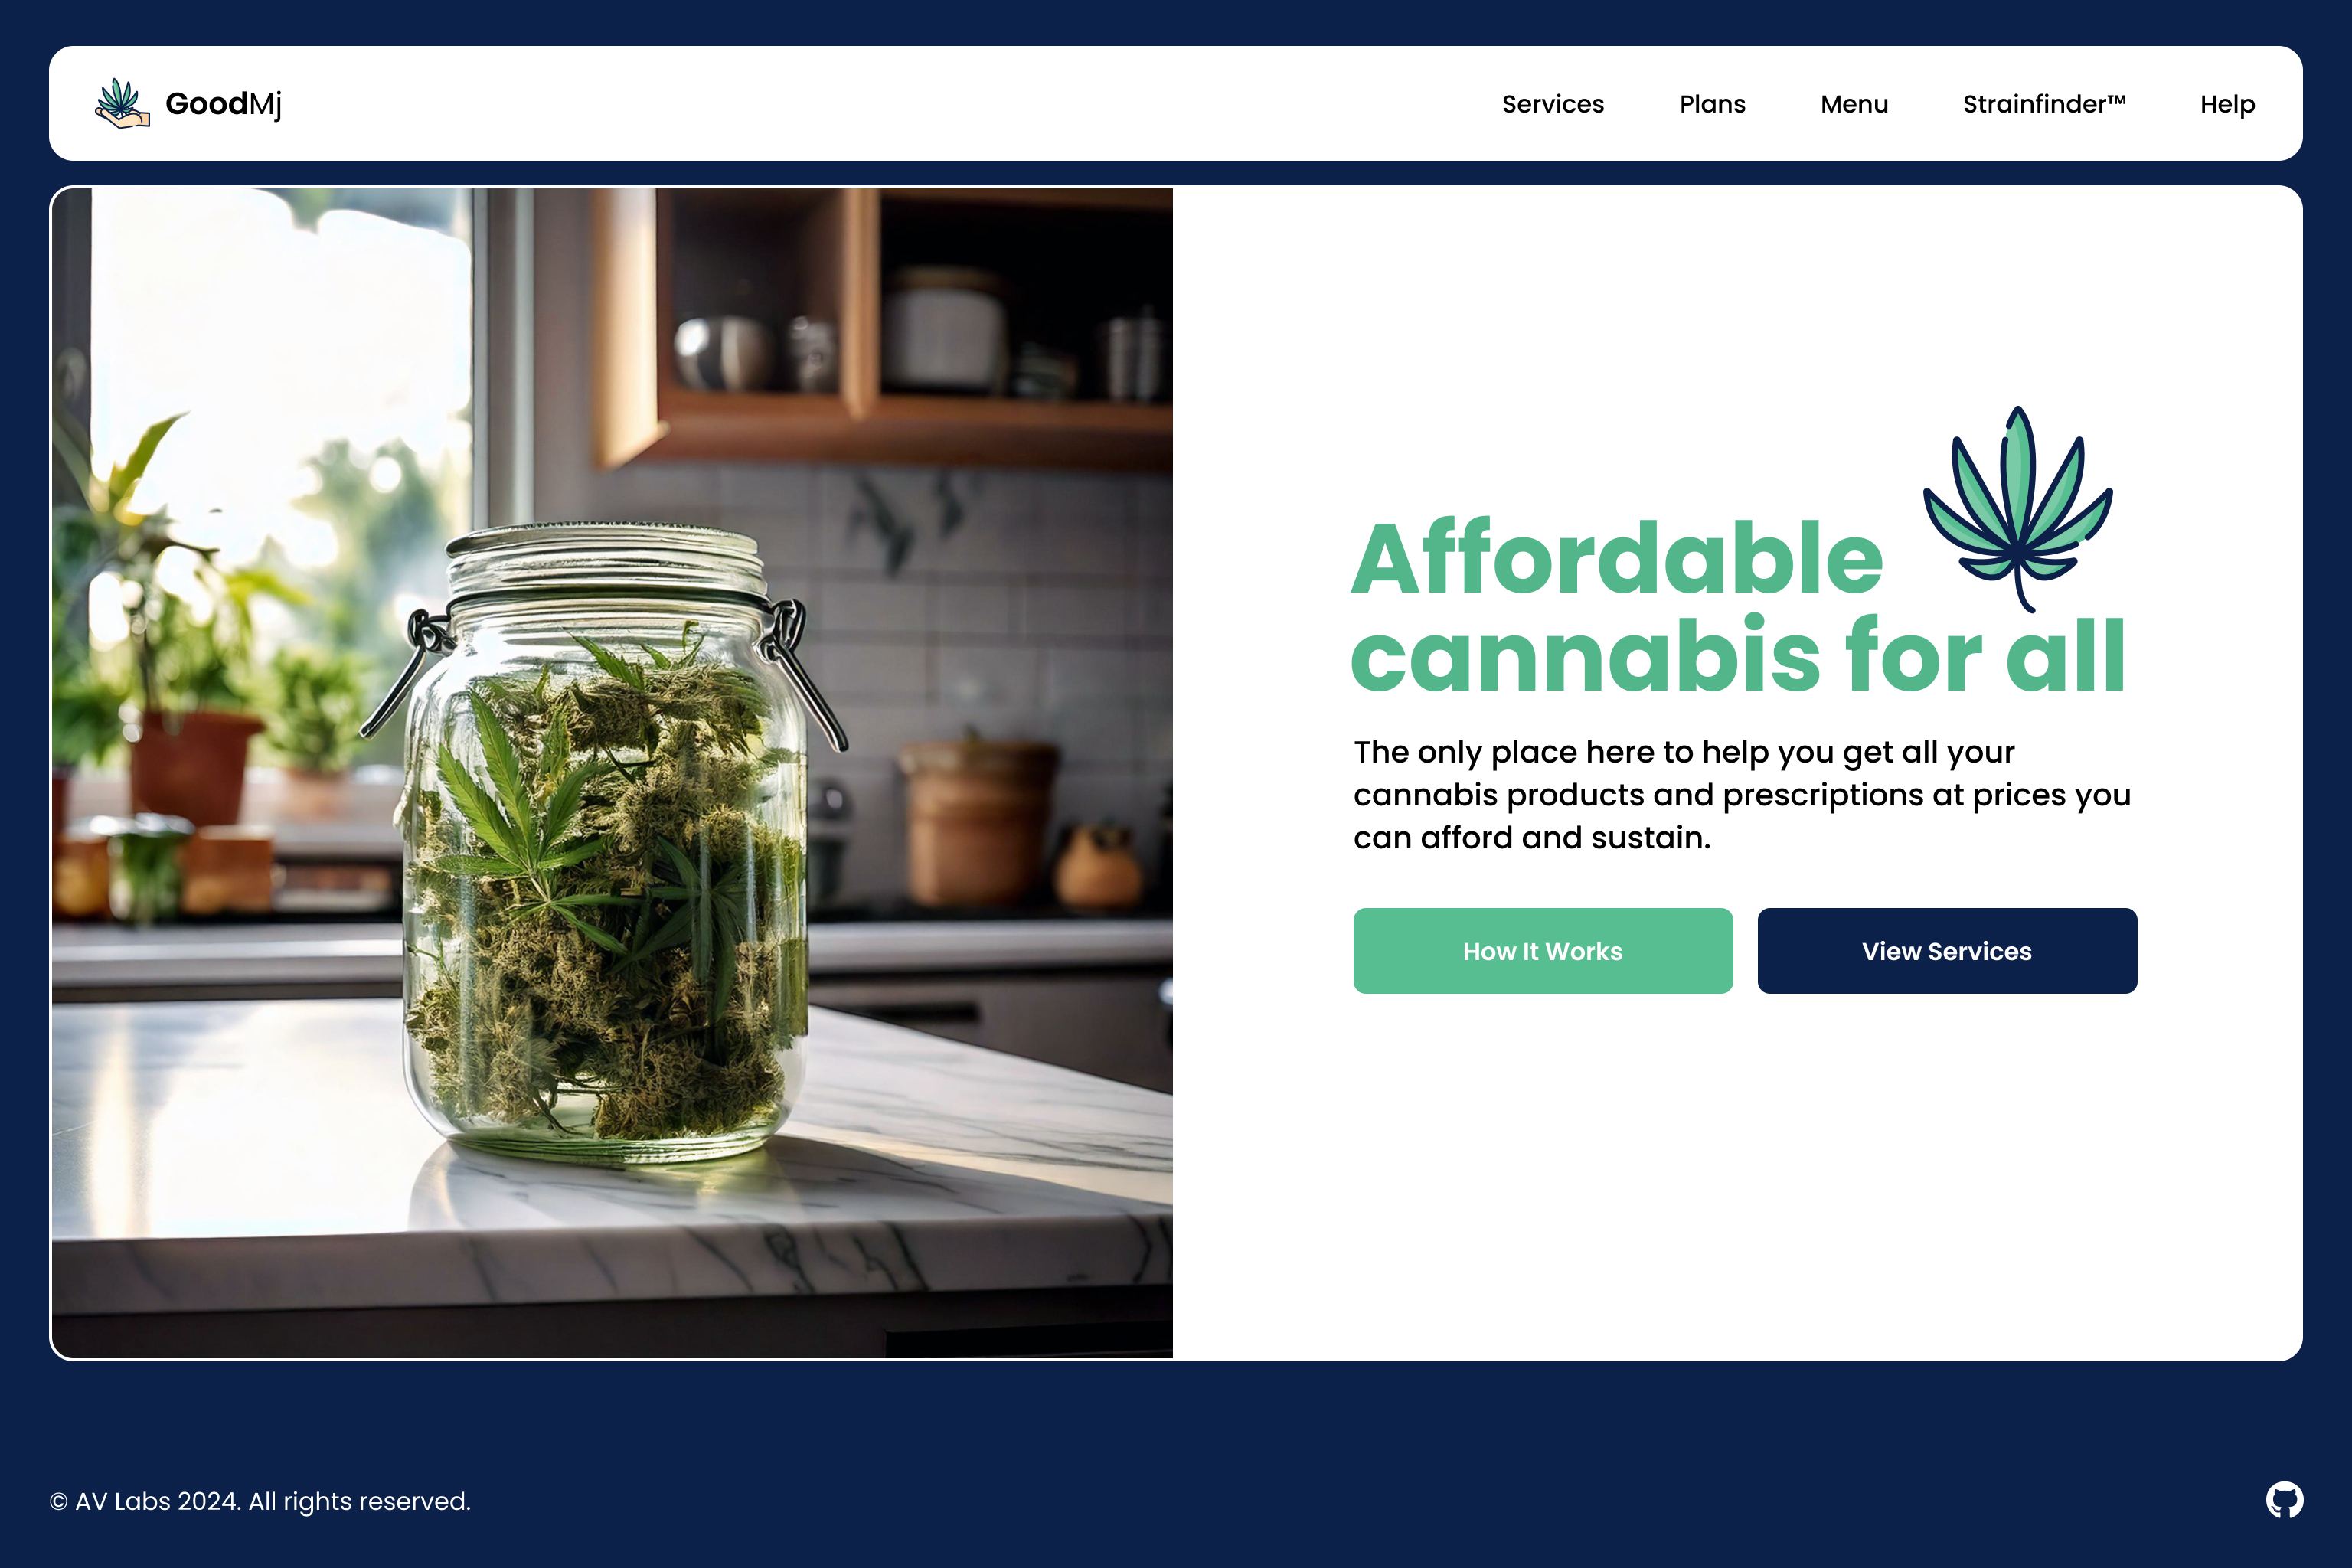 GoodMj
Services
Plans
Menu
Strainfinder™
Help
Affordable
cannabis for all
The only place here to help you get all your
cannabis products and prescriptions at prices you
can afford and sustain.
How It Works
View Services
© AV Labs 2024. All rights reserved.